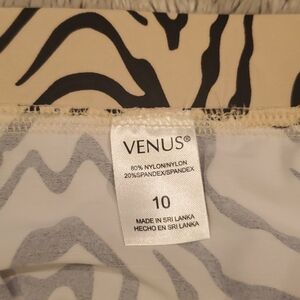 VENUS®
80% NYLON/NYLON
20%SPANDEX/SPANDEX
10
MADE IN SRI LANKA
HECHO EN SRI LANKA